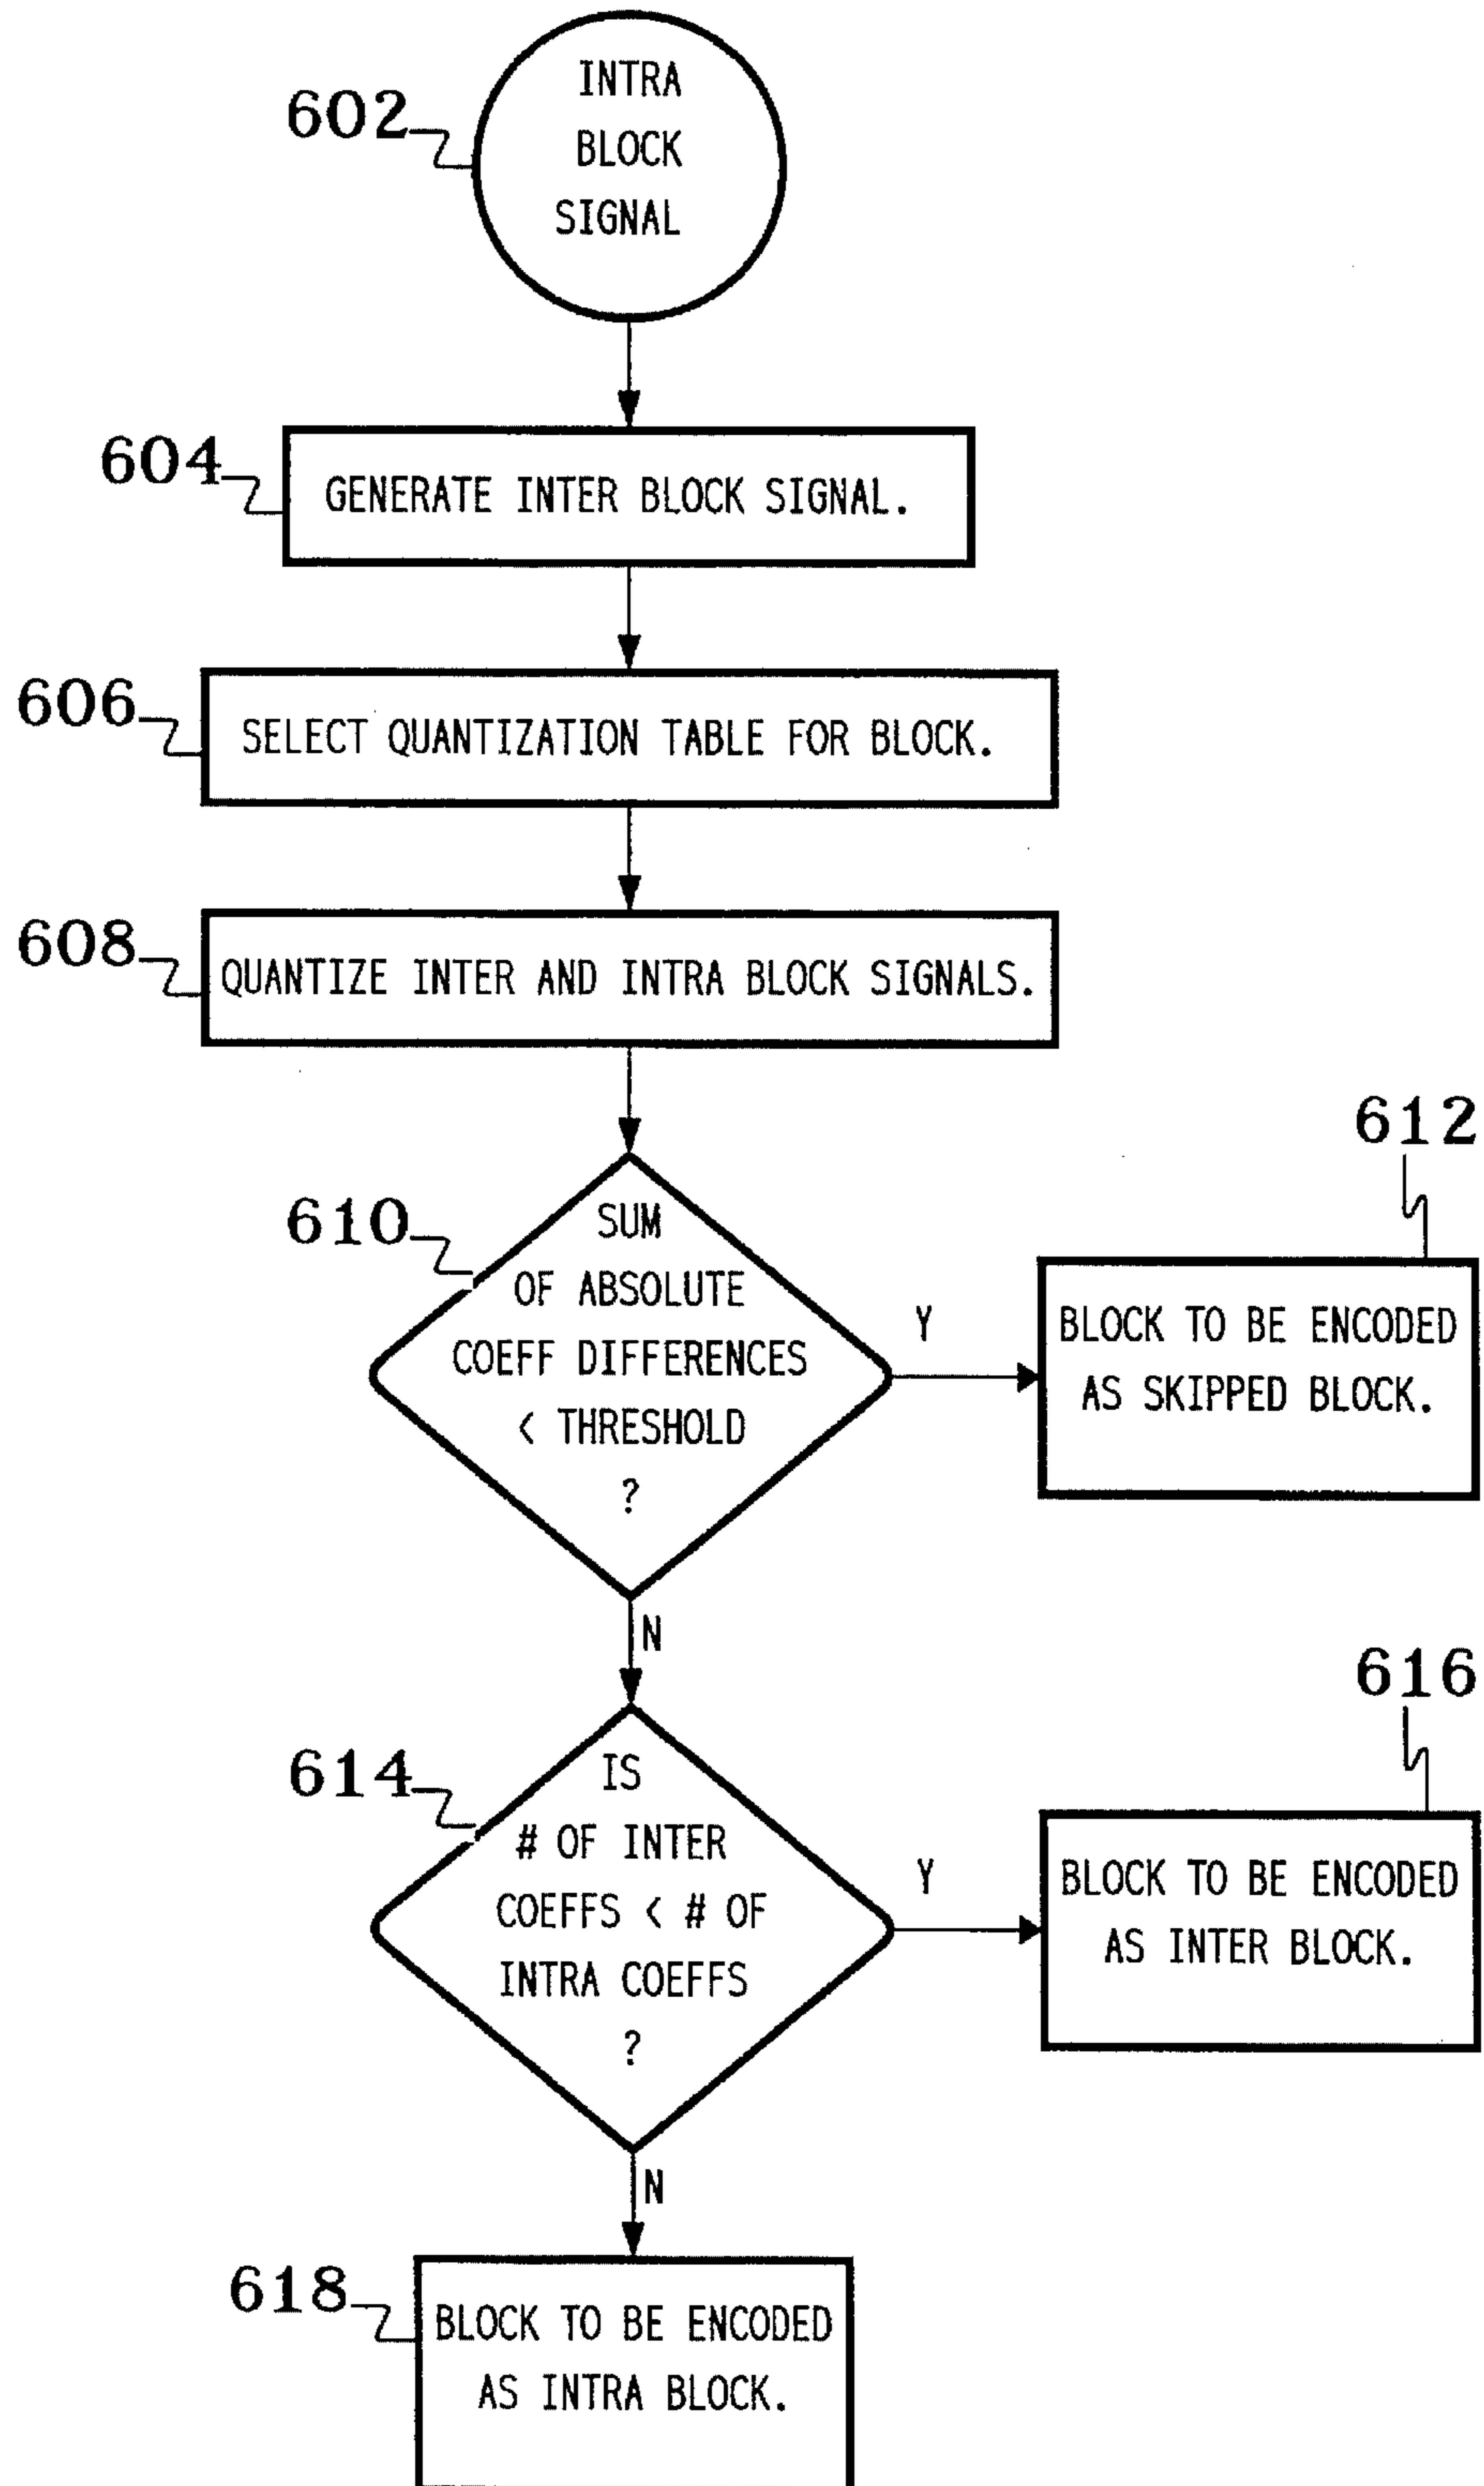 602
INTRA
BLOCK
SIGNAL
604
GENERATE INTER BLOCK SIGNAL.
606
SELECT QUANTIZATION TABLE FOR BLOCK.
608
QUANTIZE INTER AND INTRA BLOCK SIGNALS.
610
SUM
OF ABSOLUTE
COEFF DIFFERENCES
< THRESHOLD
?
Y
612
BLOCK TO BE ENCODED
AS SKIPPED BLOCK.
N
614
IS
# OF INTER
COEFFS < # OF
INTRA COEFFS
?
Y
616
BLOCK TO BE ENCODED
AS INTER BLOCK.
N
618
BLOCK TO BE ENCODED
AS INTRA BLOCK.